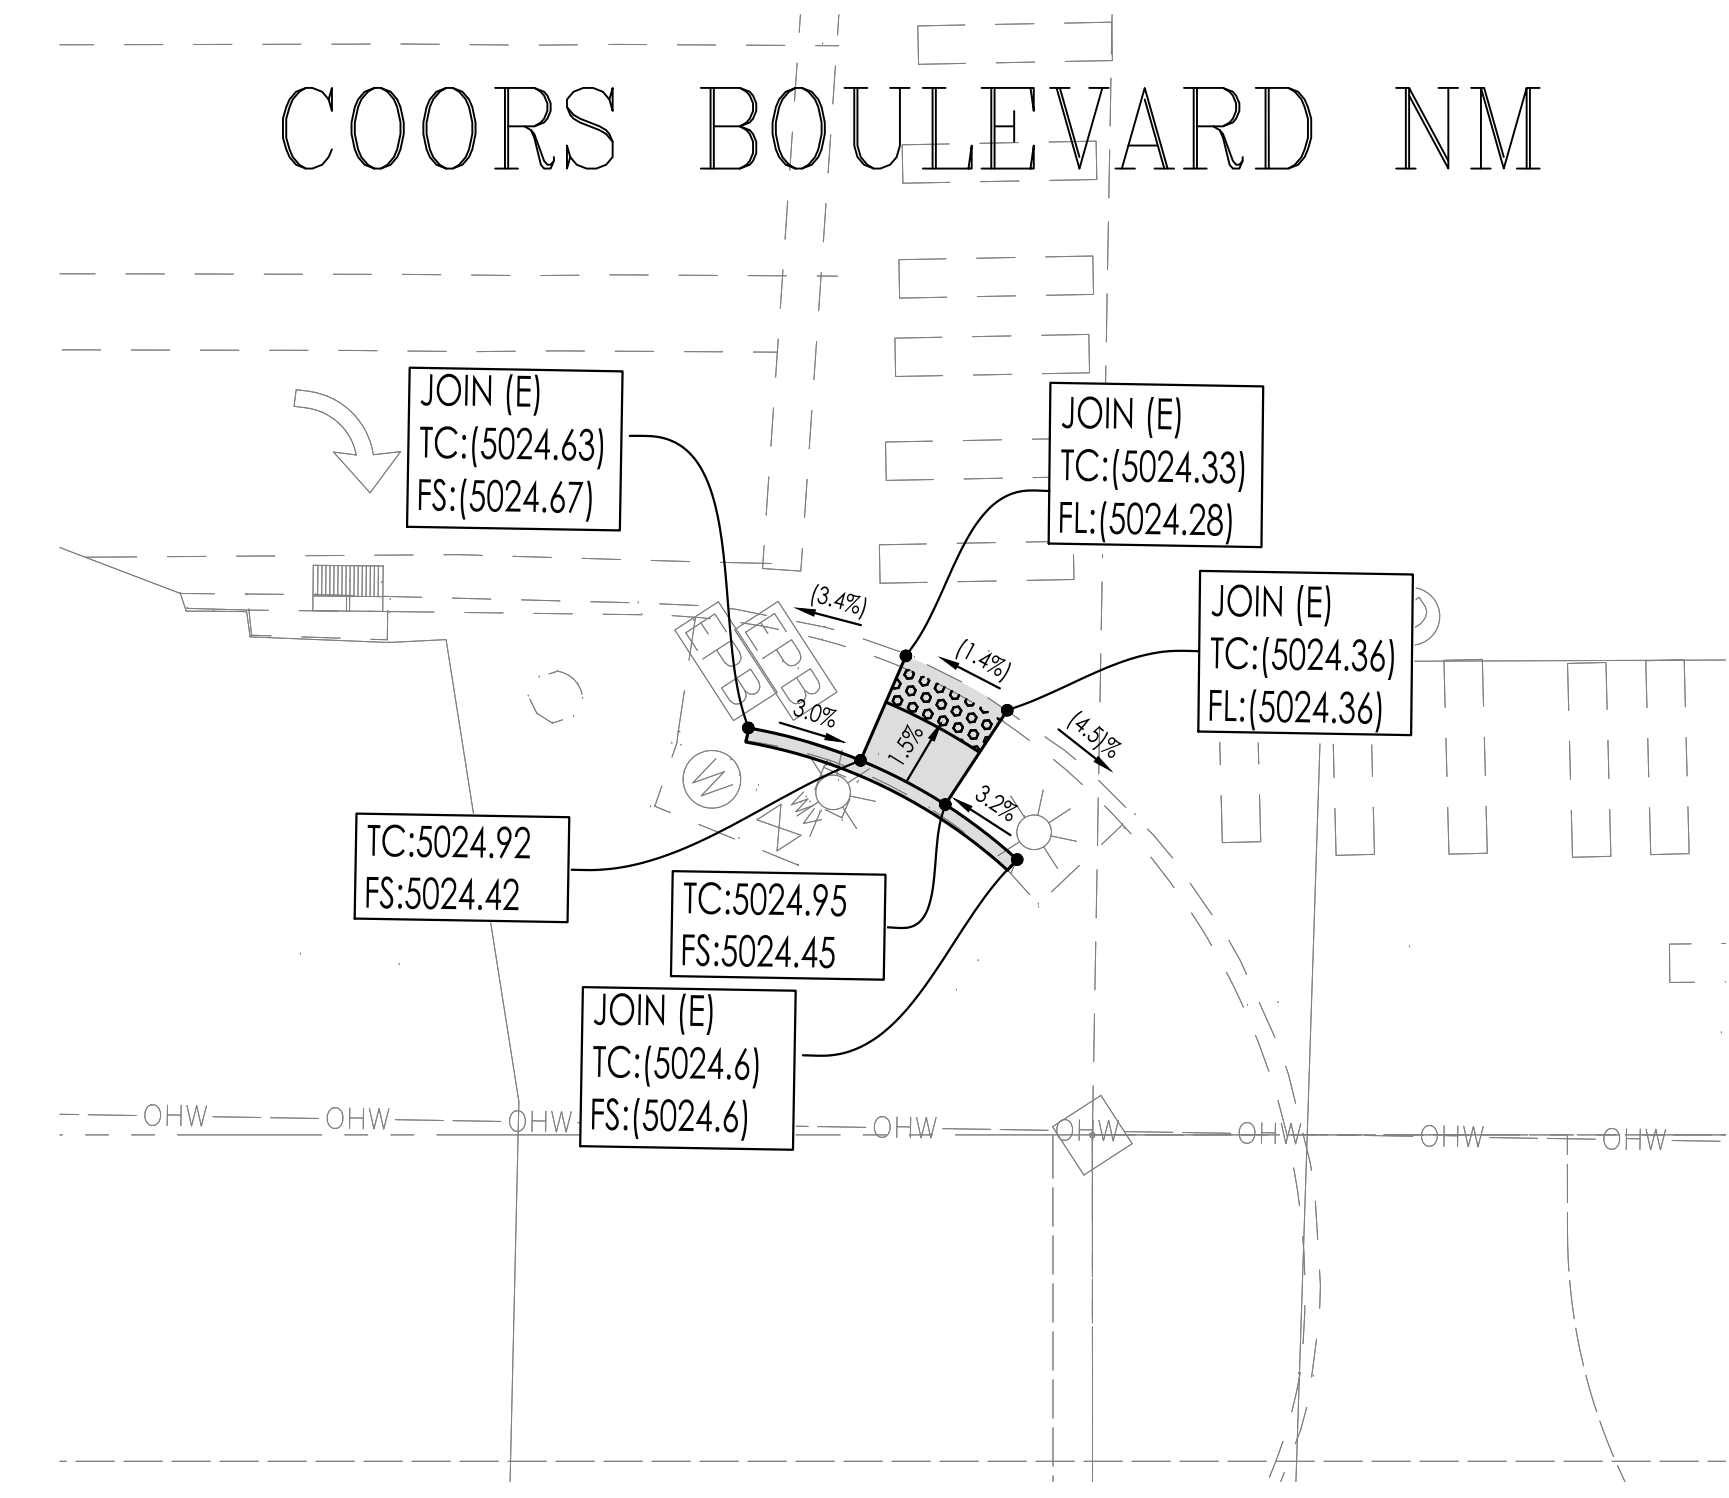 COORS BOULEVARD NM
JOIN (E)
TC:(5024.63)
FS:(5024.67)
JOIN (E)
TC:(5024.33)
FL:(5024.28)
JOIN (E)
TC:(5024.36)
FL:(5024.36)
(3.4%)
(1.4%)
EPB
EPB
3.0%
1.5%
(4.5)%
3.2%
W
WV
TC:5024.92
FS:5024.42
TC:5024.95
FS:5024.45
JOIN (E)
TC:(5024.6)
FS:(5024.6)
OHW OHW OHW OHW OHW OHW OHW OHW